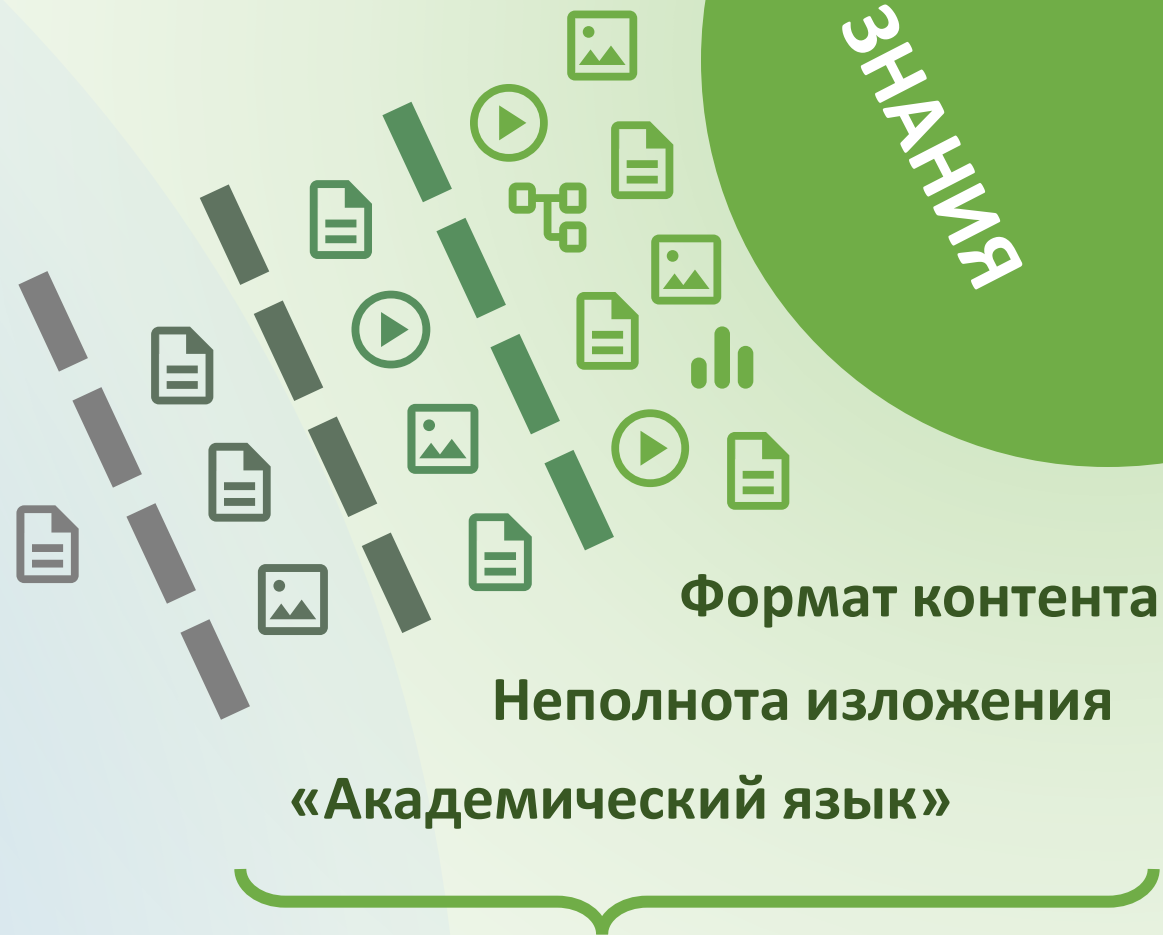 ЗНАНИЯ
Формат контента
Неполнота изложения
«Академический язык»